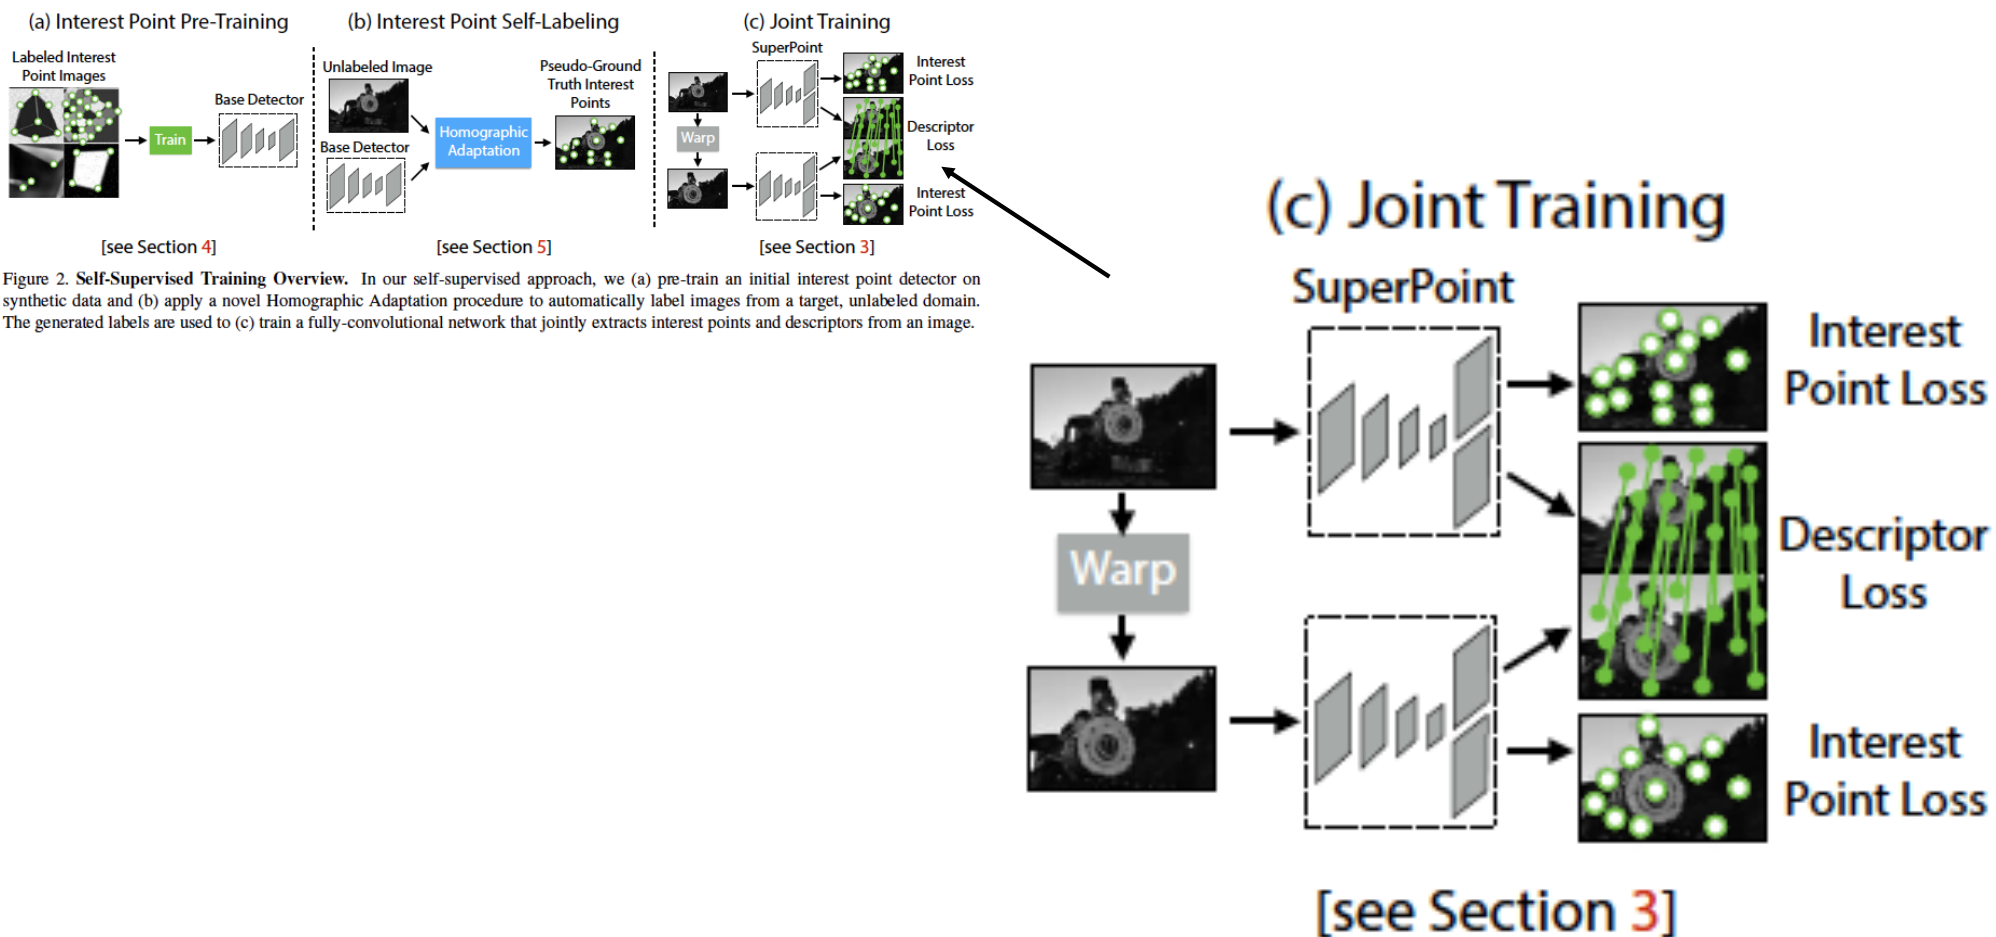 (a) Interest Point Pre-Training
Labeled Interest
Point Images
Train
Base Detector
[see Section 4]
(b) Interest Point Self-Labeling
Unlabeled Image
Base Detector
Homographic
Adaptation
Pseudo-Ground
Truth Interest
Points
[see Section 5]
(c) Joint Training
SuperPoint
Warp
Interest
Point Loss
Descriptor
Loss
Interest
Point Loss
[see Section 3]
Figure 2. Self-Supervised Training Overview. In our self-supervised approach, we (a) pre-train an initial interest point detector on
synthetic data and (b) apply a novel Homographic Adaptation procedure to automatically label images from a target, unlabeled domain.
The generated labels are used to (c) train a fully-convolutional network that jointly extracts interest points and descriptors from an image.
(c) Joint Training
SuperPoint
Warp
Interest
Point Loss
Descriptor
Loss
Interest
Point Loss
[see Section 3]